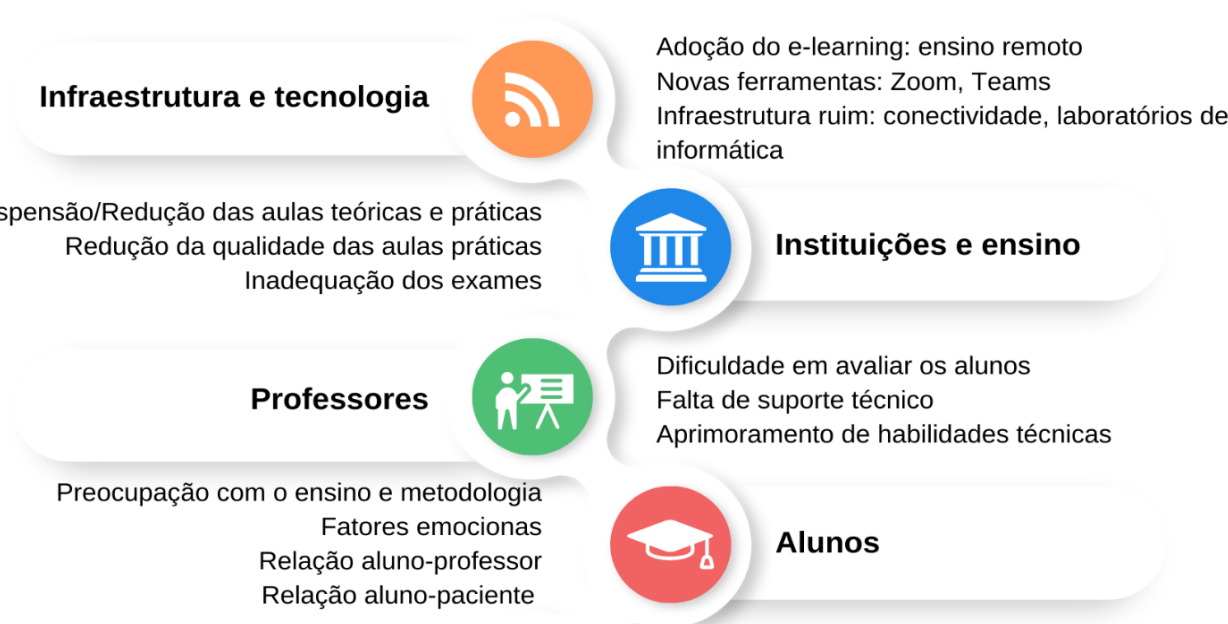 Infraestrutura e tecnologia
Adoção do e-learning: ensino remoto
Novas ferramentas: Zoom, Teams
Infraestrutura ruim: conectividade, laboratórios de
informática
Instituições e ensino
spensão/Redução das aulas teóricas e práticas
Redução da qualidade das aulas práticas
Inadequação dos exames
Professores
Dificuldade em avaliar os alunos
Falta de suporte técnico
Aprimoramento de habilidades técnicas
Alunos
Preocupação com o ensino e metodologia
Fatores emocionas
Relação aluno-professor
Relação aluno-paciente